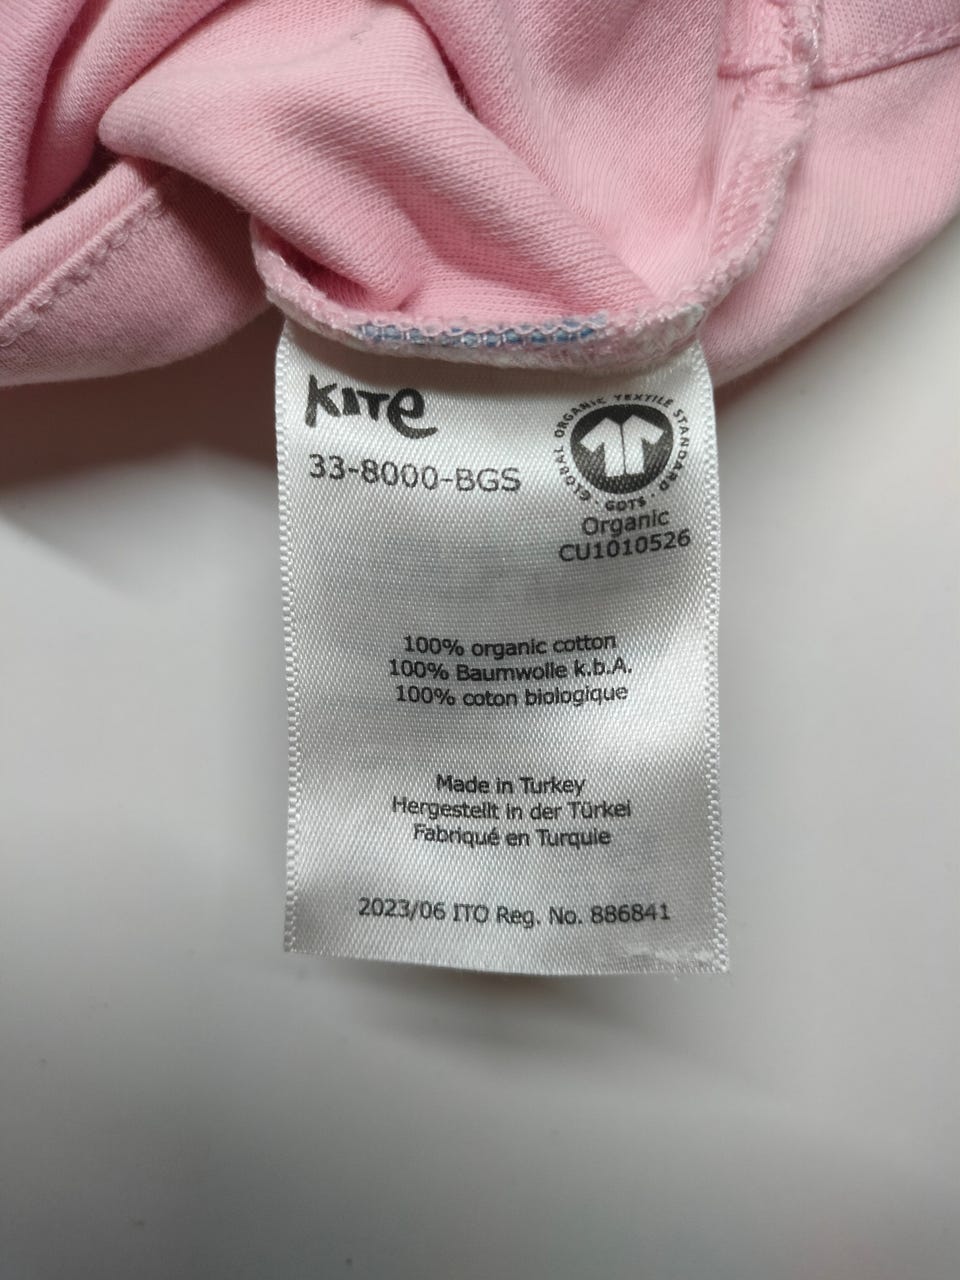 Kite
33-8000-BGS
GLOBAL ORGANIC TEXTILE STANDARD · GOTS ·
Organic
CU1010526
100% organic cotton
100% Baumwolle k.b.A.
100% coton biologique
Made in Turkey
Hergestellt in der Türkei
Fabriqué en Turquie
2023/06 ITO Reg. No. 886841